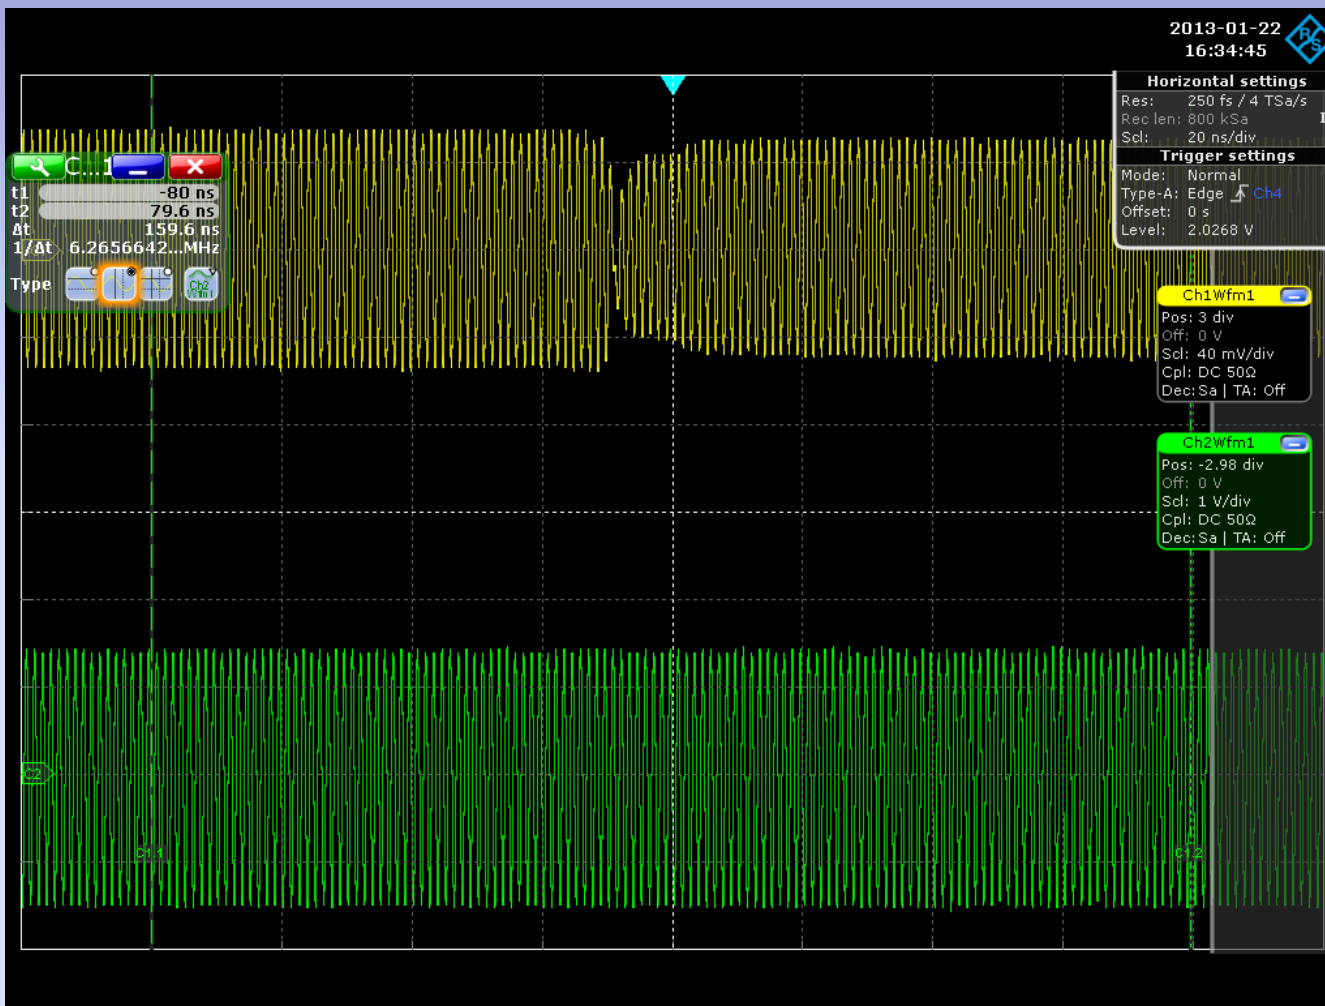 2013-01-22
16:34:45
R S
Horizontal settings
Res: 250 fs / 4 TSa/s
Rec len: 800 kSa
Scl: 20 ns/div
Trigger settings
Mode: Normal
Type-A: Edge Ch4
Offset: 0 s
Level: 2.0268 V
C...1
t1 -80 ns
t2 79.6 ns
Δt 159.6 ns
1/Δt 6.2656642...MHz
Type
Ch2
Wfm1
Ch1Wfm1
Pos: 3 div
Off: 0 V
Scl: 40 mV/div
Cpl: DC 50Ω
Dec: Sa | TA: Off
Ch2Wfm1
Pos: -2.98 div
Off: 0 V
Scl: 1 V/div
Cpl: DC 50Ω
Dec: Sa | TA: Off
C2
C1.1
C1.2